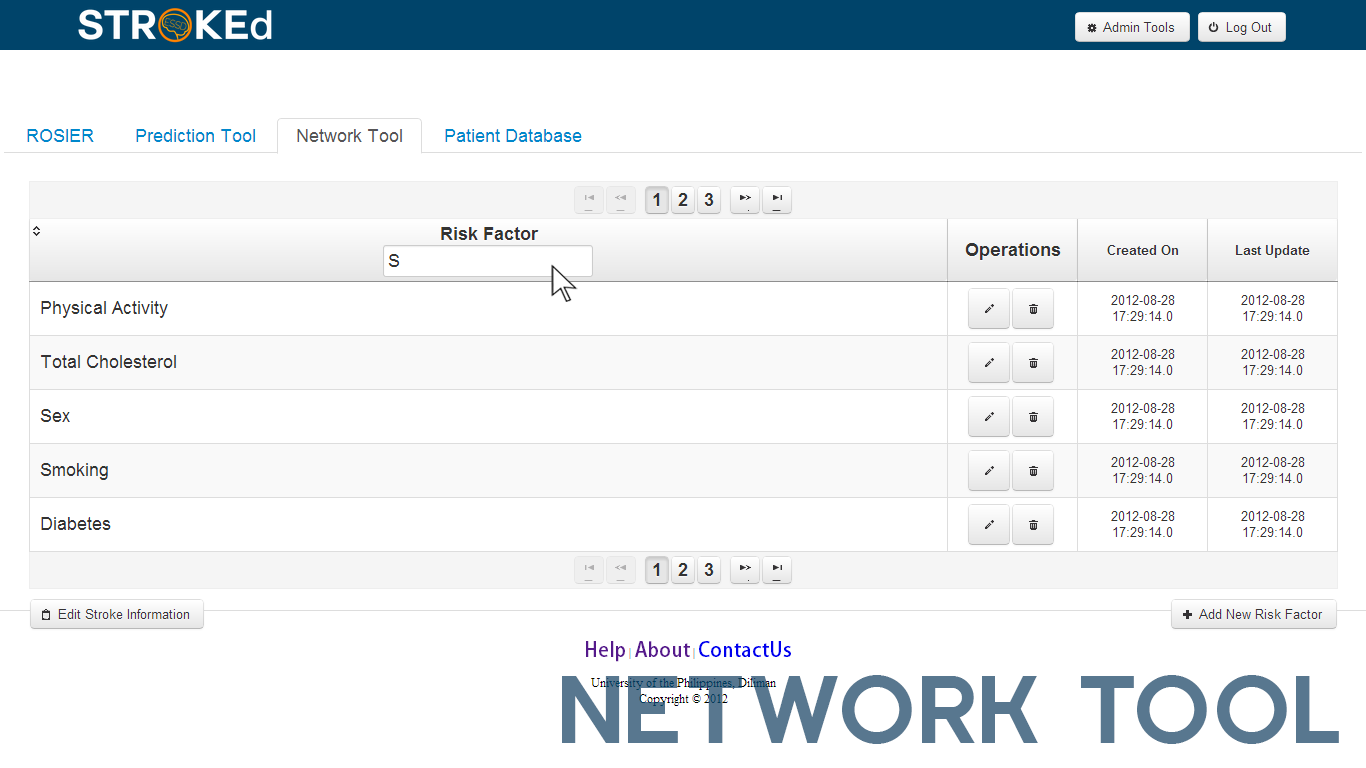 STROKEd
CSSP
Admin Tools
Log Out
ROSIER
Prediction Tool
Network Tool
Patient Database
1 2 3
Risk Factor
Operations
Created On
Last Update
S
Physical Activity
2012-08-28
17:29:14.0
2012-08-28
17:29:14.0
Total Cholesterol
2012-08-28
17:29:14.0
2012-08-28
17:29:14.0
Sex
2012-08-28
17:29:14.0
2012-08-28
17:29:14.0
Smoking
2012-08-28
17:29:14.0
2012-08-28
17:29:14.0
Diabetes
2012-08-28
17:29:14.0
2012-08-28
17:29:14.0
1 2 3
Edit Stroke Information
Add New Risk Factor
Help | About | ContactUs
University of the Philippines, Diliman
Copyright © 2012
NETWORK TOOL